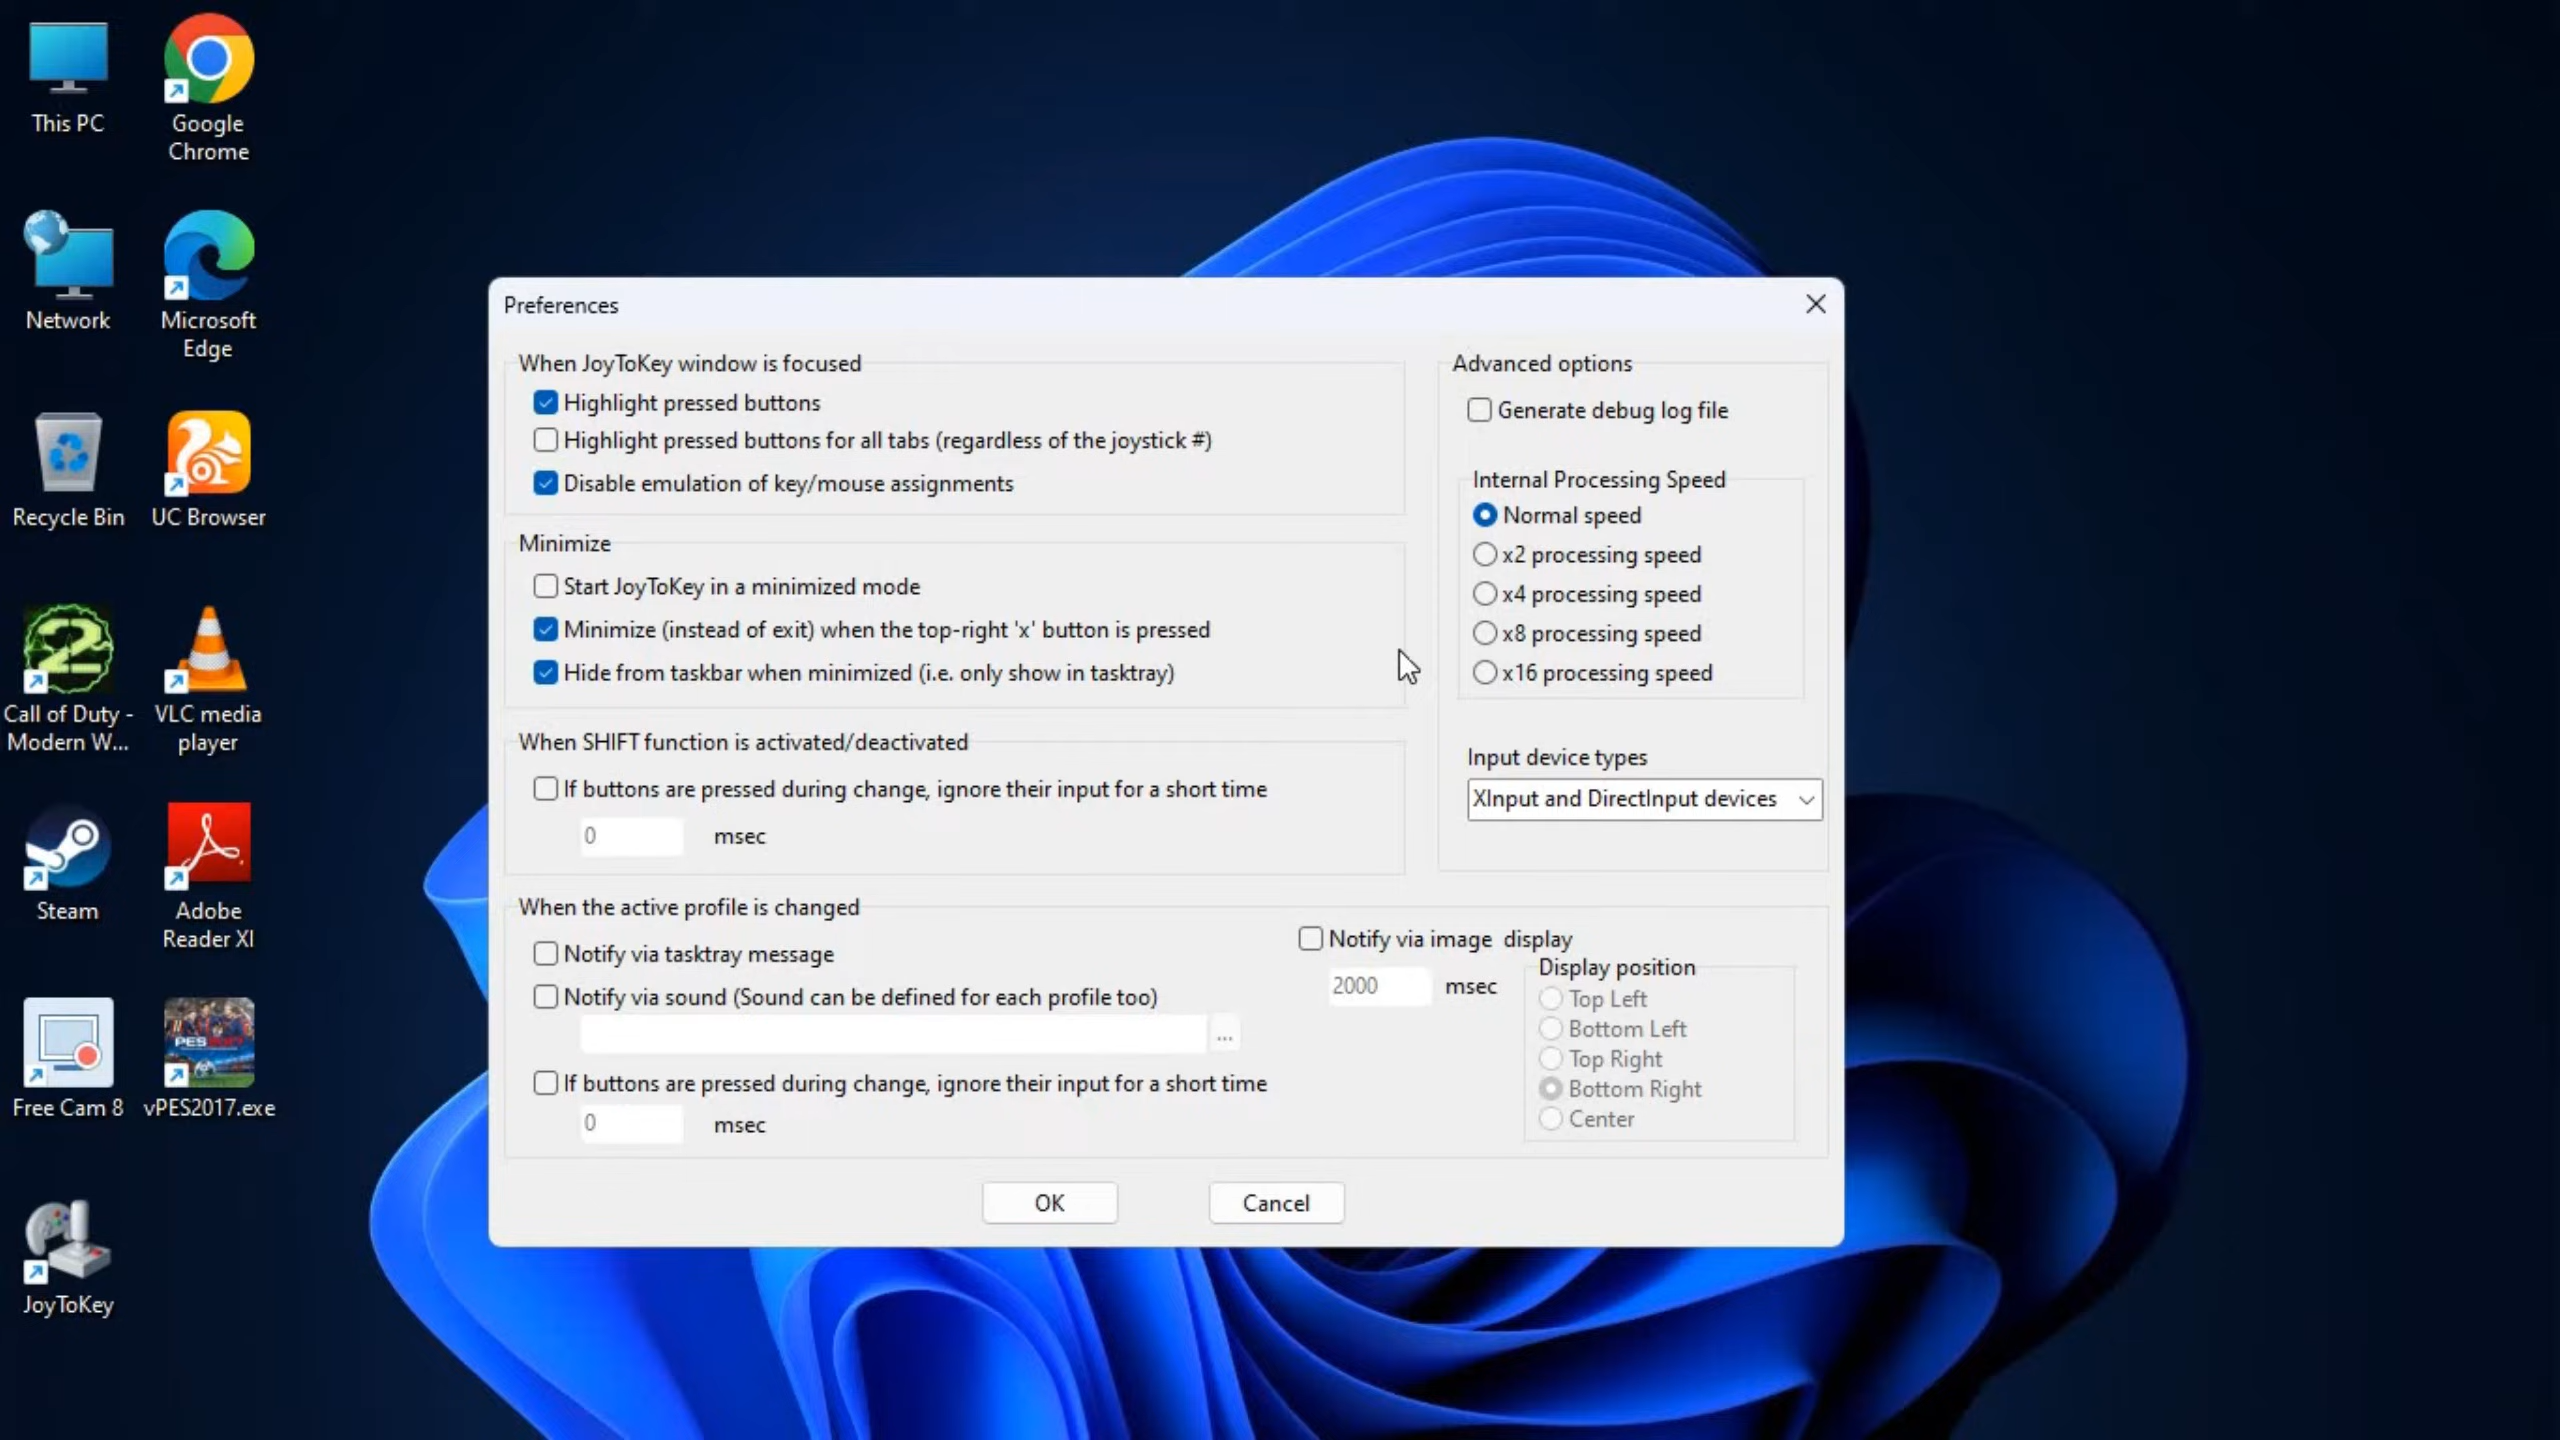 This PC
Google
Chrome
Network
Microsoft
Edge
Recycle Bin
UC Browser
Call of Duty -
Modern W...
VLC media
player
Steam
Adobe
Reader XI
Free Cam 8
PES 2017
vPES2017.exe
JoyToKey
Preferences
When JoyToKey window is focused
Highlight pressed buttons
Highlight pressed buttons for all tabs (regardless of the joystick #)
Disable emulation of key/mouse assignments
Minimize
Start JoyToKey in a minimized mode
Minimize (instead of exit) when the top-right 'x' button is pressed
Hide from taskbar when minimized (i.e. only show in tasktray)
When SHIFT function is activated/deactivated
If buttons are pressed during change, ignore their input for a short time
0 msec
Advanced options
Generate debug log file
Internal Processing Speed
Normal speed
x2 processing speed
x4 processing speed
x8 processing speed
x16 processing speed
Input device types
XInput and DirectInput devices
When the active profile is changed
Notify via tasktray message
Notify via sound (Sound can be defined for each profile too)
...
If buttons are pressed during change, ignore their input for a short time
0 msec
Notify via image display
2000 msec
Display position
Top Left
Bottom Left
Top Right
Bottom Right
Center
OK
Cancel